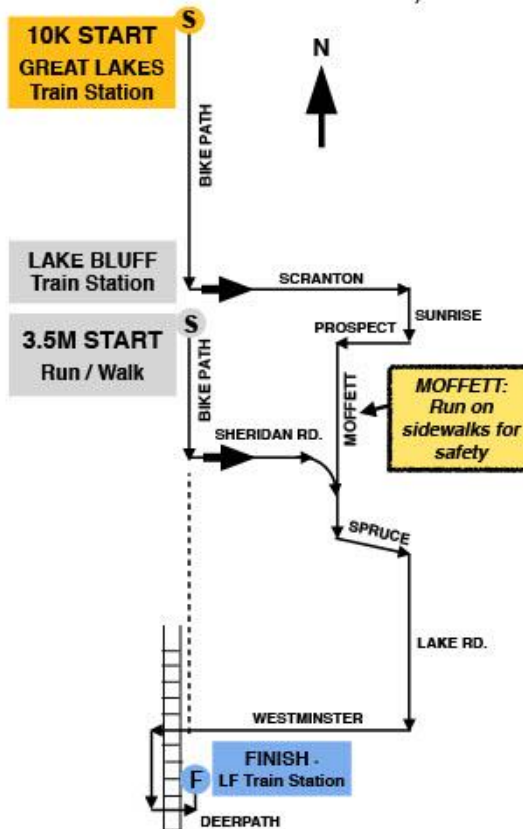 S
10K START
GREAT LAKES
Train Station
N
BIKE PATH
LAKE BLUFF
Train Station
SCRANTON
SUNRISE
PROSPECT
S
3.5M START
Run / Walk
BIKE PATH
MOFFETT
MOFFETT:
Run on
sidewalks for
safety
SHERIDAN RD.
SPRUCE
LAKE RD.
WESTMINSTER
F
FINISH -
LF Train Station
DEERPATH